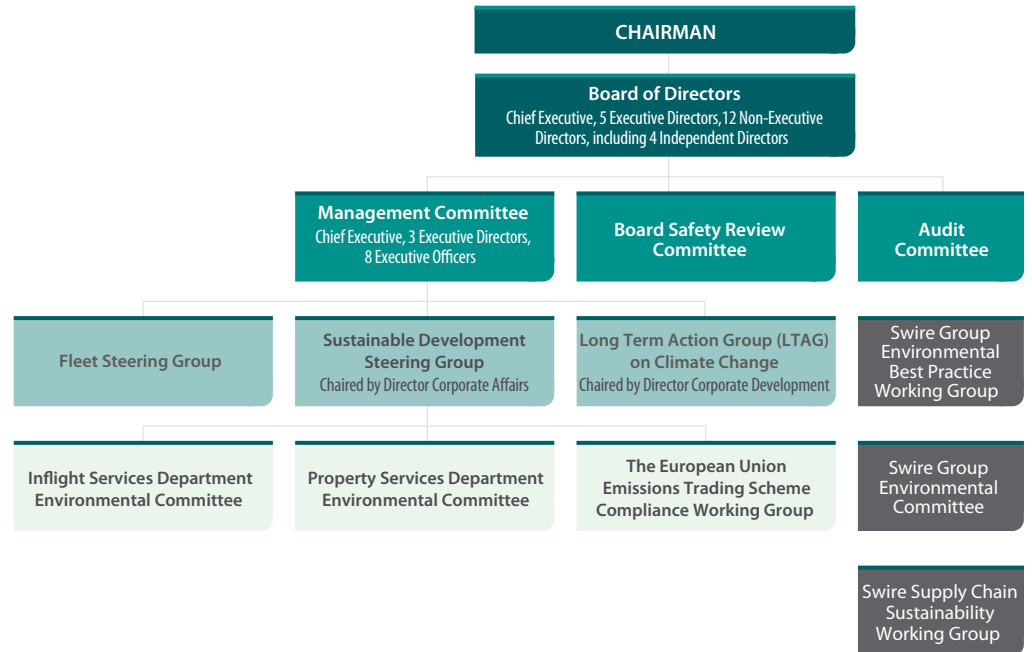 CHAIRMAN
Board of Directors
Chief Executive, 5 Executive Directors,12 Non-Executive
Directors, including 4 Independent Directors
Management Committee
Chief Executive, 3 Executive Directors,
8 Executive Officers
Board Safety Review
Committee
Audit
Committee
Fleet Steering Group
Sustainable Development
Steering Group
Chaired by Director Corporate Affairs
Long Term Action Group (LTAG)
on Climate Change
Chaired by Director Corporate Development
Swire Group
Environmental
Best Practice
Working Group
Inflight Services Department
Environmental Committee
Property Services Department
Environmental Committee
The European Union
Emissions Trading Scheme
Compliance Working Group
Swire Group
Environmental
Committee
Swire Supply Chain
Sustainability
Working Group